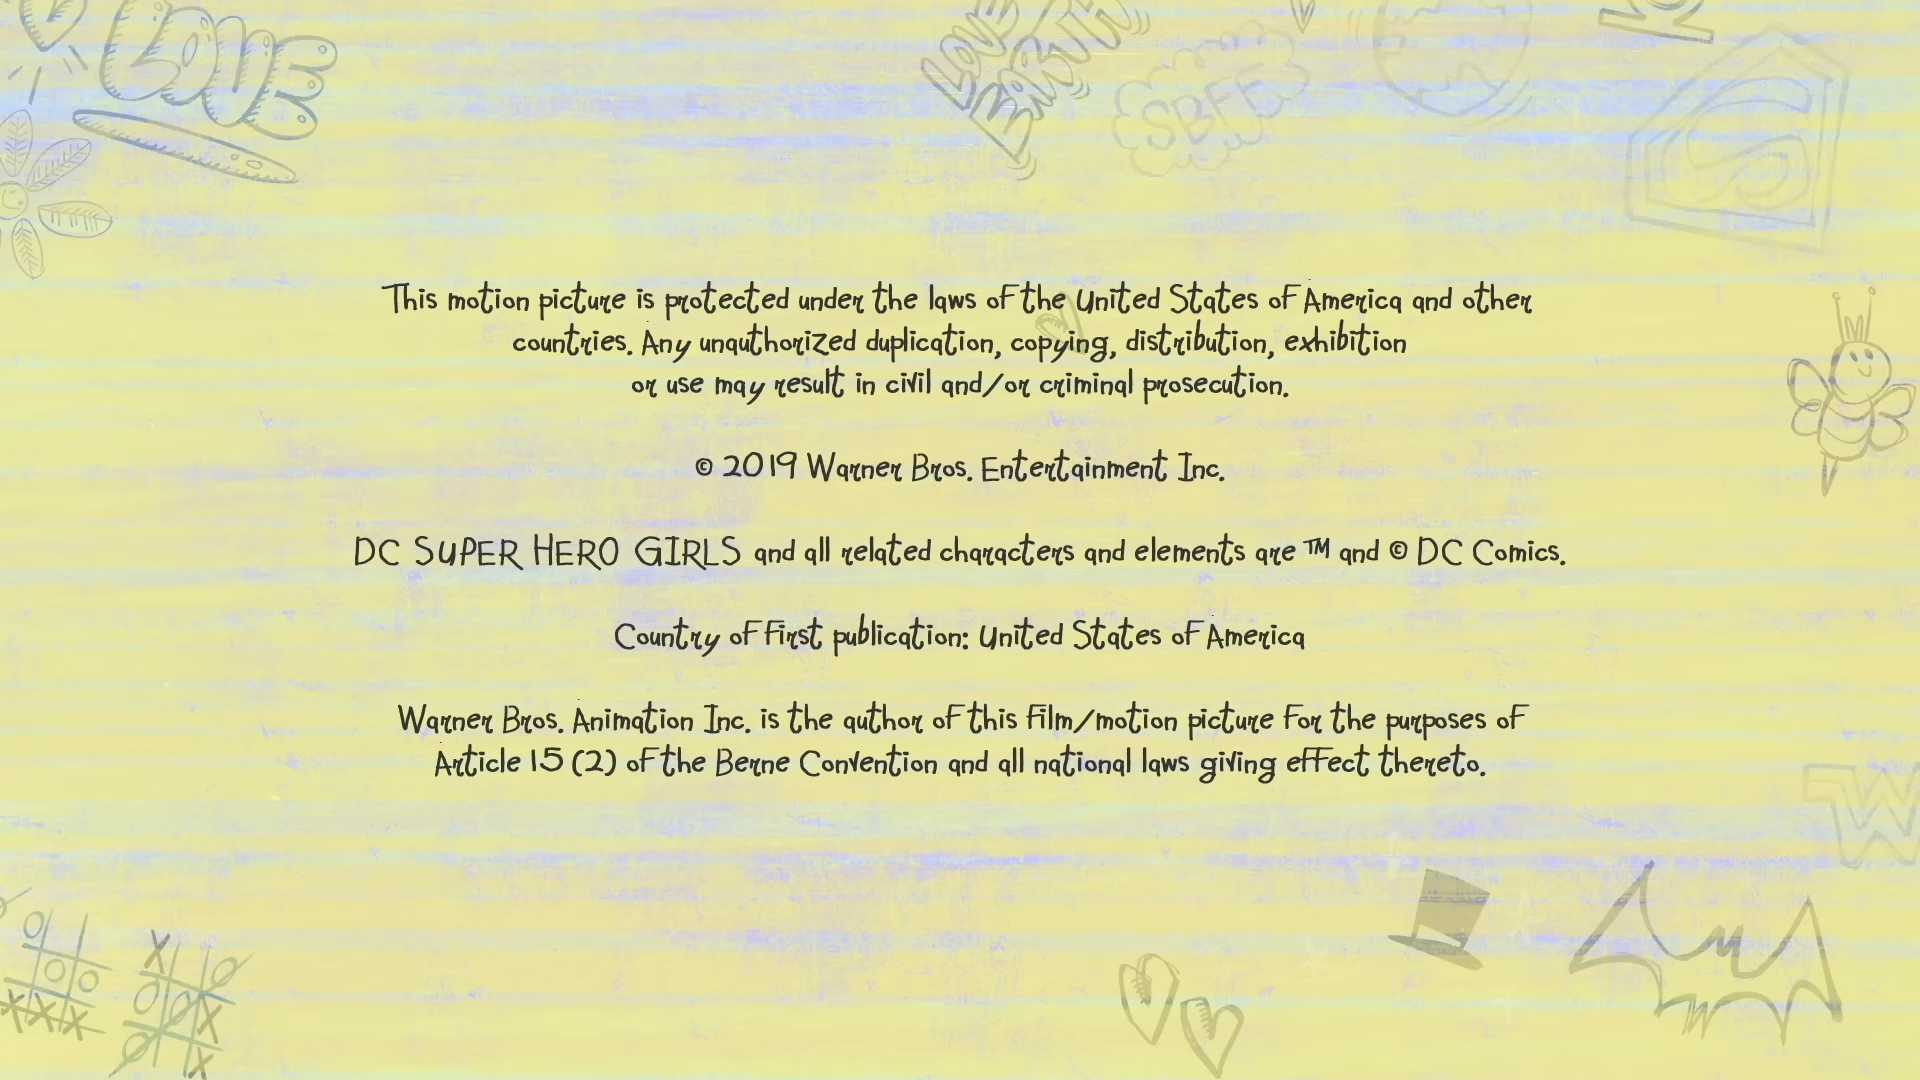 LOVE
LOVE
EARTH
SBFF
This motion picture is protected under the laws of the United States of America and other
countries. Any unauthorized duplication, copying, distribution, exhibition
or use may result in civil and/or criminal prosecution.
© 2019 Warner Bros. Entertainment Inc.
DC SUPER HERO GIRLS and all related characters and elements are ™ and © DC Comics.
Country of first publication: United States of America
Warner Bros. Animation Inc. is the author of this film/motion picture for the purposes of
Article 15 (2) of the Berne Convention and all national laws giving effect thereto.
W